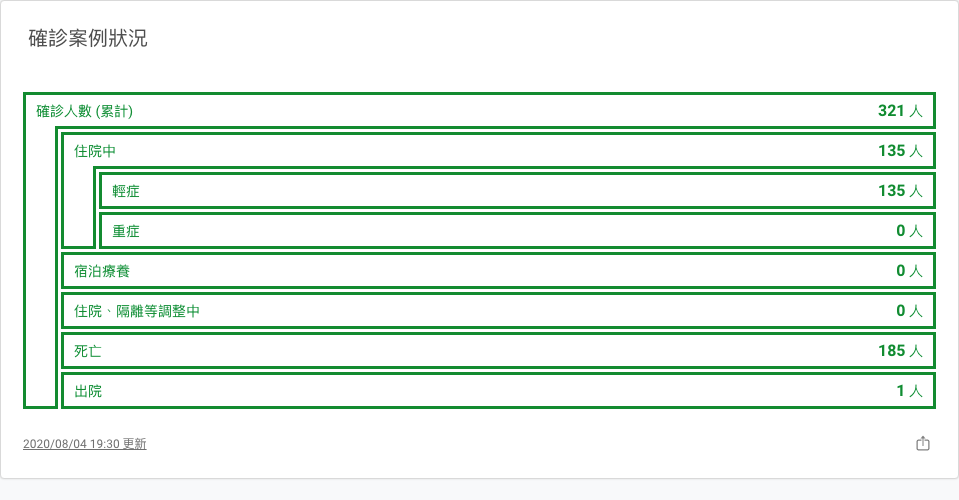 確診案例狀況
確診人數 (累計) 321 人
住院中 135 人
輕症 135 人
重症 0 人
宿泊療養 0 人
住院、隔離等調整中 0 人
死亡 185 人
出院 1 人
2020/08/04 19:30 更新